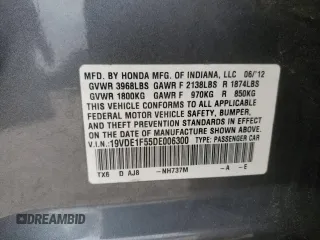 MFD. BY HONDA MFG. OF INDIANA, LLC 06/'12
GVWR 3968LBS GAWR F 2138LBS R 1874LBS
GVWR 1800KG GAWR F 970KG R 850KG
THIS VEHICLE CONFORMS TO ALL APPLICABLE
FEDERAL MOTOR VEHICLE SAFETY, BUMPER,
AND THEFT PREVENTION STANDARDS IN EFFECT
ON THE DATE OF MANUFACTURE SHOWN ABOVE.
V.I.N.: 19VDE1F55DE006300 TYPE: PASSENGER CAR
TX6 D AJ8 -NH737M -A -E